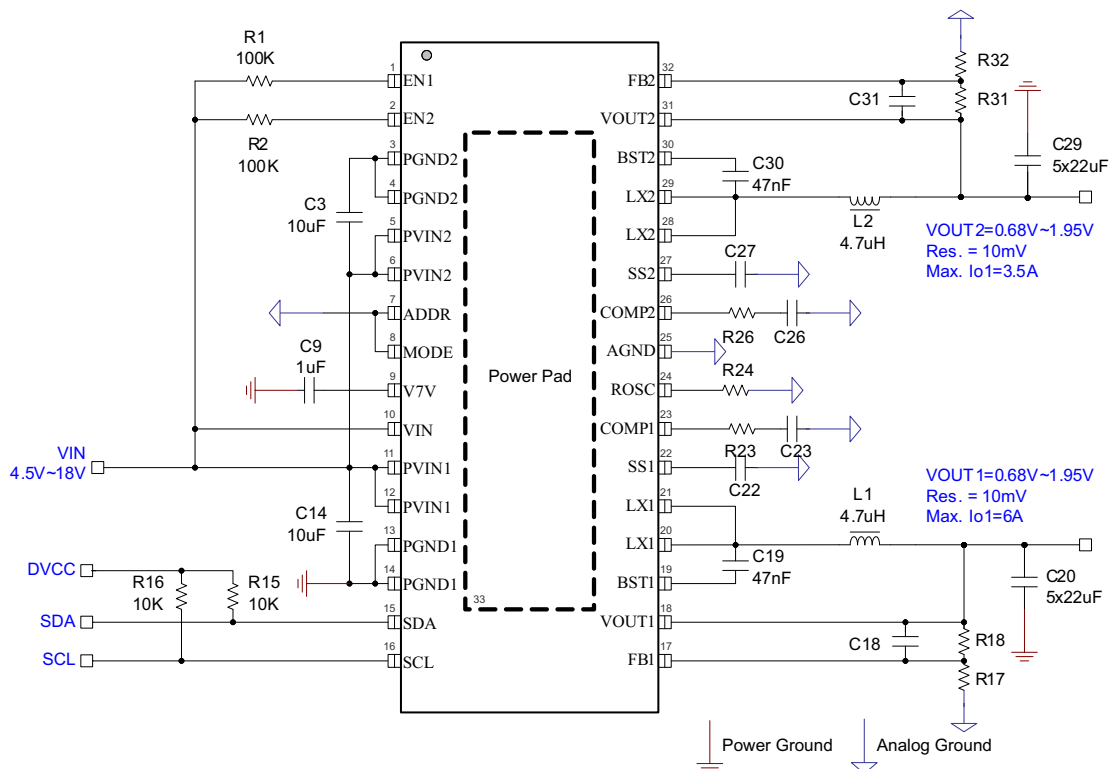 R1
100K
R2
100K
C3
10uF
C9
1uF
VIN
4.5V~18V
C14
10uF
DVCC
R16
10K
R15
10K
SDA
SCL
1
EN1
2
EN2
3
PGND2
4
PGND2
5
PVIN2
6
PVIN2
7
ADDR
8
MODE
9
V7V
10
VIN
11
PVIN1
12
PVIN1
13
PGND1
14
PGND1
15
SDA
16
SCL
Power Pad
33
32
FB2
31
VOUT2
30
BST2
29
LX2
28
LX2
27
SS2
26
COMP2
25
AGND
24
ROSC
23
COMP1
22
SS1
21
LX1
20
LX1
19
BST1
18
VOUT1
17
FB1
R32
R31
C31
C29
5x22uF
C30
47nF
L2
4.7uH
VOUT2=0.68V~1.95V
Res. = 10mV
Max. Io1=3.5A
C27
R26
C26
R24
R23
C23
C22
VOUT1=0.68V~1.95V
Res. = 10mV
Max. Io1=6A
L1
4.7uH
C19
47nF
C20
5x22uF
C18
R18
R17
Power Ground
Analog Ground